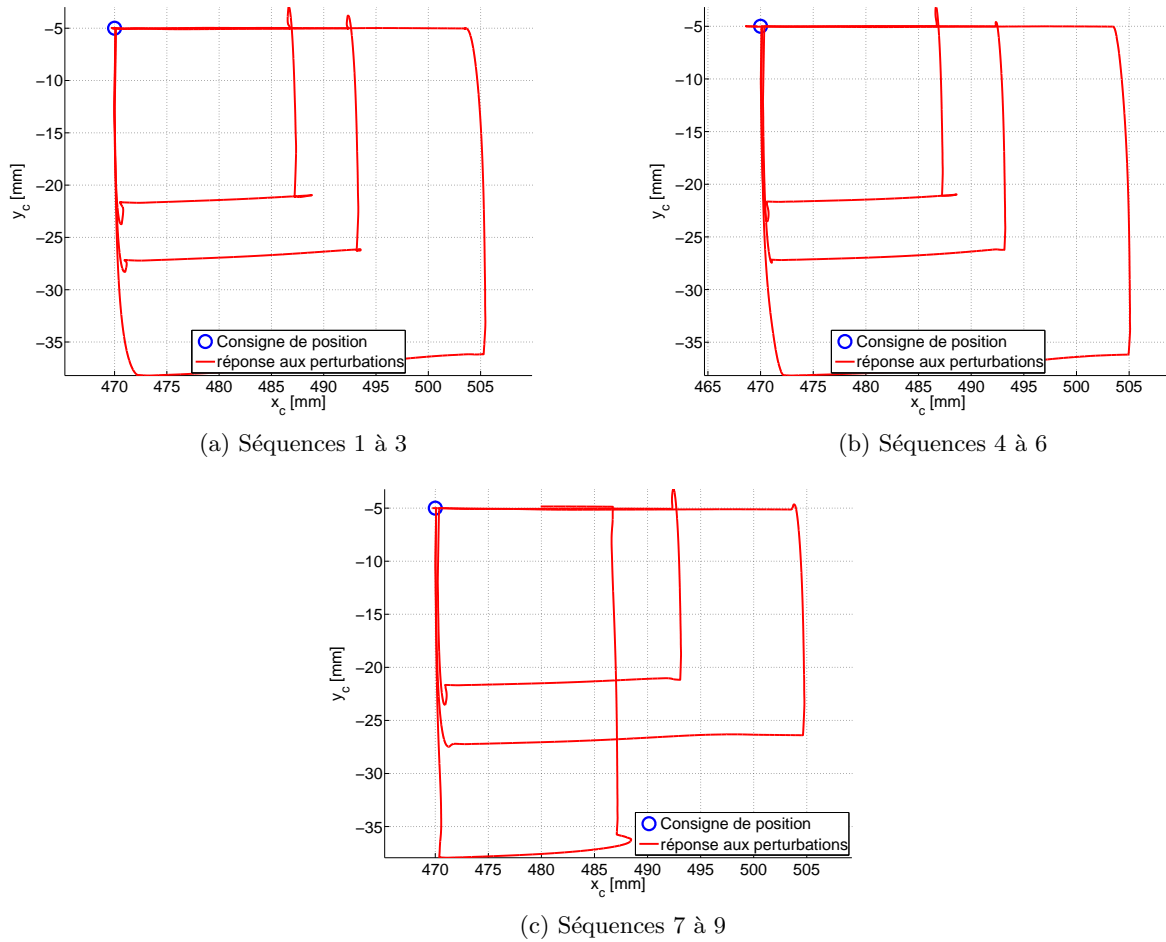 −5
−10
−15
−20
−25
−30
−35
y_c [mm]
470 475 480 485 490 495 500 505
x_c [mm]
Consigne de position
réponse aux perturbations
(a) Séquences 1 à 3
−5
−10
−15
−20
−25
−30
−35
y_c [mm]
465 470 475 480 485 490 495 500 505
x_c [mm]
Consigne de position
réponse aux perturbations
(b) Séquences 4 à 6
−5
−10
−15
−20
−25
−30
−35
y_c [mm]
470 475 480 485 490 495 500 505
x_c [mm]
Consigne de position
réponse aux perturbations
(c) Séquences 7 à 9